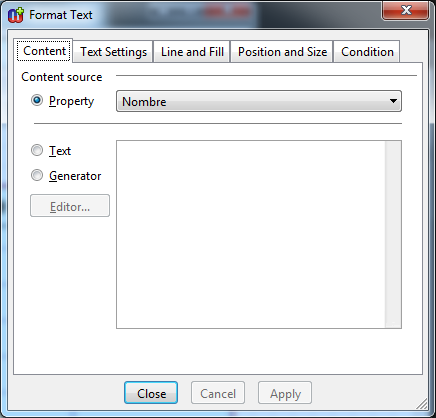 Format Text
Content Text Settings Line and Fill Position and Size Condition
Content source
Property Nombre
Text
Generator
Editor...
Close Cancel Apply